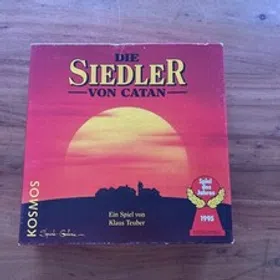 DIE
SIEDLER
VON CATAN
Ein Spiel von
Klaus Teuber
KOSMOS
Spiel des
Jahres
1995